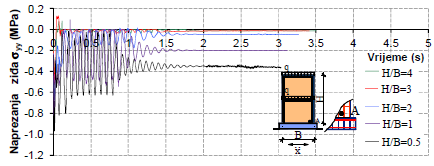 0.2
0.0
-0.2
-0.4
-0.6
-0.8
-1.0
-1.2
Naprezanja zida σyy (MPa)
0 0.5 1 1.5 2 2.5 3 3.5 4 4.5 5
Vrijeme (s)
H/B=4
H/B=3
H/B=2
H/B=1
H/B=0.5
q
q
H
A
B
x